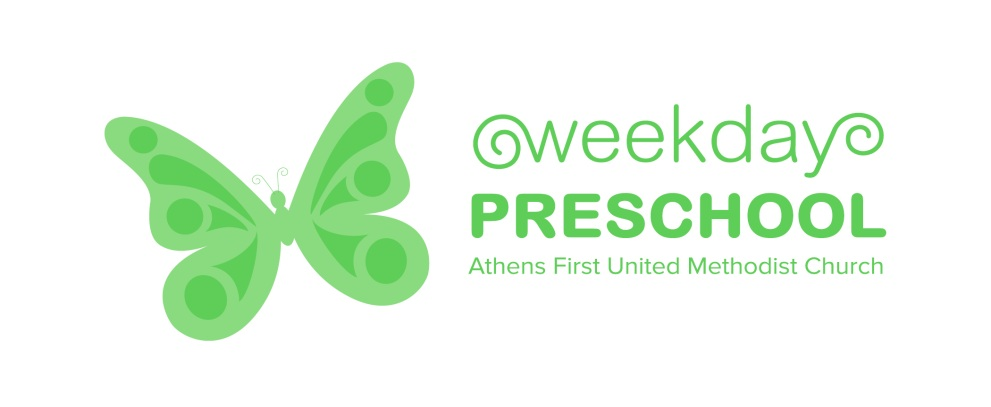 weekday
PRESCHOOL
Athens First United Methodist Church